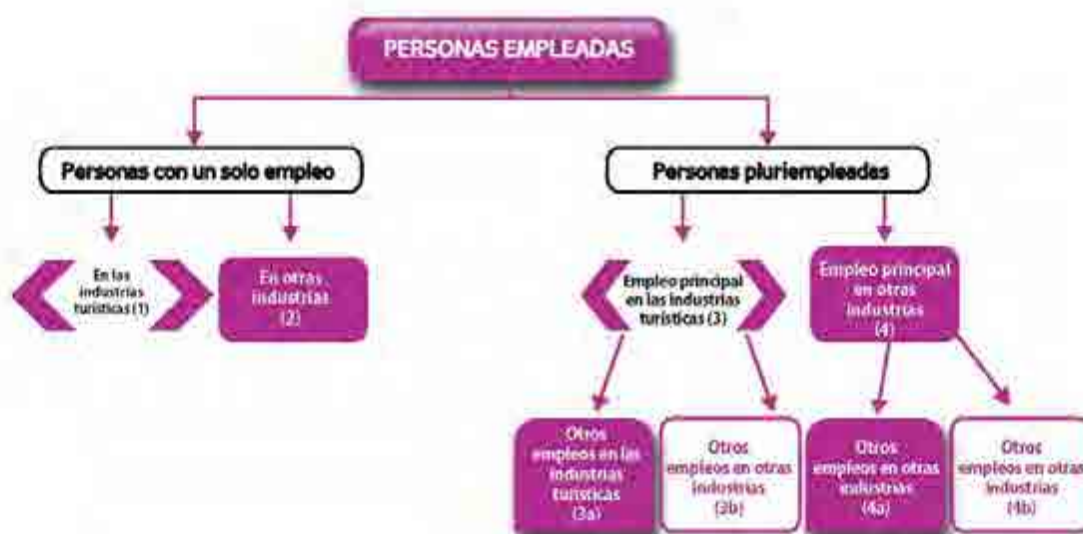 PERSONAS EMPLEADAS
Personas con un solo empleo
Personas pluriempleadas
En las
industrias
turísticas (1)
En otras
industrias
(2)
Empleo principal
en las industrias
turísticas (3)
Empleo principal
en otras
industrias
(4)
Otros
empleos en las
industrias
turísticas
(3a)
Otros
empleos en otras
industrias
(3b)
Otros
empleos en otras
industrias
(4a)
Otros
empleos en otras
industrias
(4b)